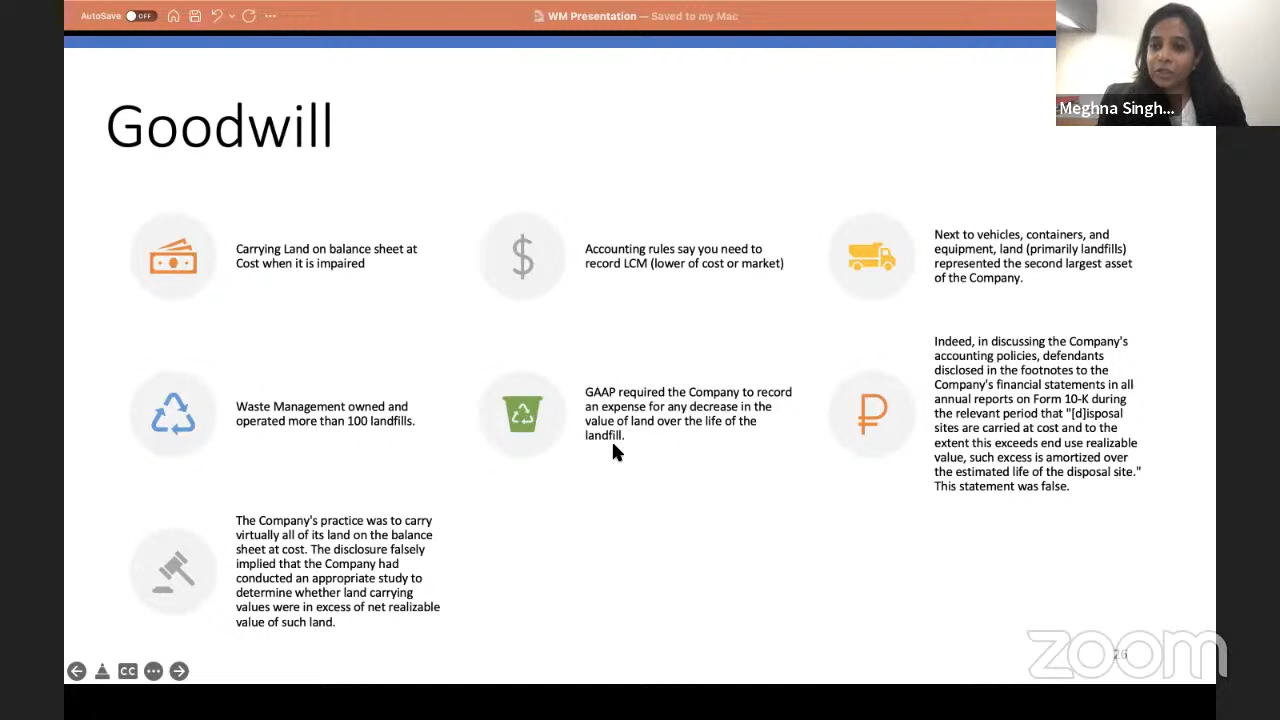 AutoSave OFF
WM Presentation — Saved to my Mac
Meghna Singh...
Goodwill
Carrying Land on balance sheet at
Cost when it is impaired
Accounting rules say you need to
record LCM (lower of cost or market)
Next to vehicles, containers, and
equipment, land (primarily landfills)
represented the second largest asset
of the Company.
Waste Management owned and
operated more than 100 landfills.
GAAP required the Company to record
an expense for any decrease in the
value of land over the life of the
landfill.
Indeed, in discussing the Company's
accounting policies, defendants
disclosed in the footnotes to the
Company's financial statements in all
annual reports on Form 10-K during
the relevant period that "[d]isposal
sites are carried at cost and to the
extent this exceeds end use realizable
value, such excess is amortized over
the estimated life of the disposal site."
This statement was false.
The Company's practice was to carry
virtually all of its land on the balance
sheet at cost. The disclosure falsely
implied that the Company had
conducted an appropriate study to
determine whether land carrying
values were in excess of net realizable
value of such land.
CC
26
zoom